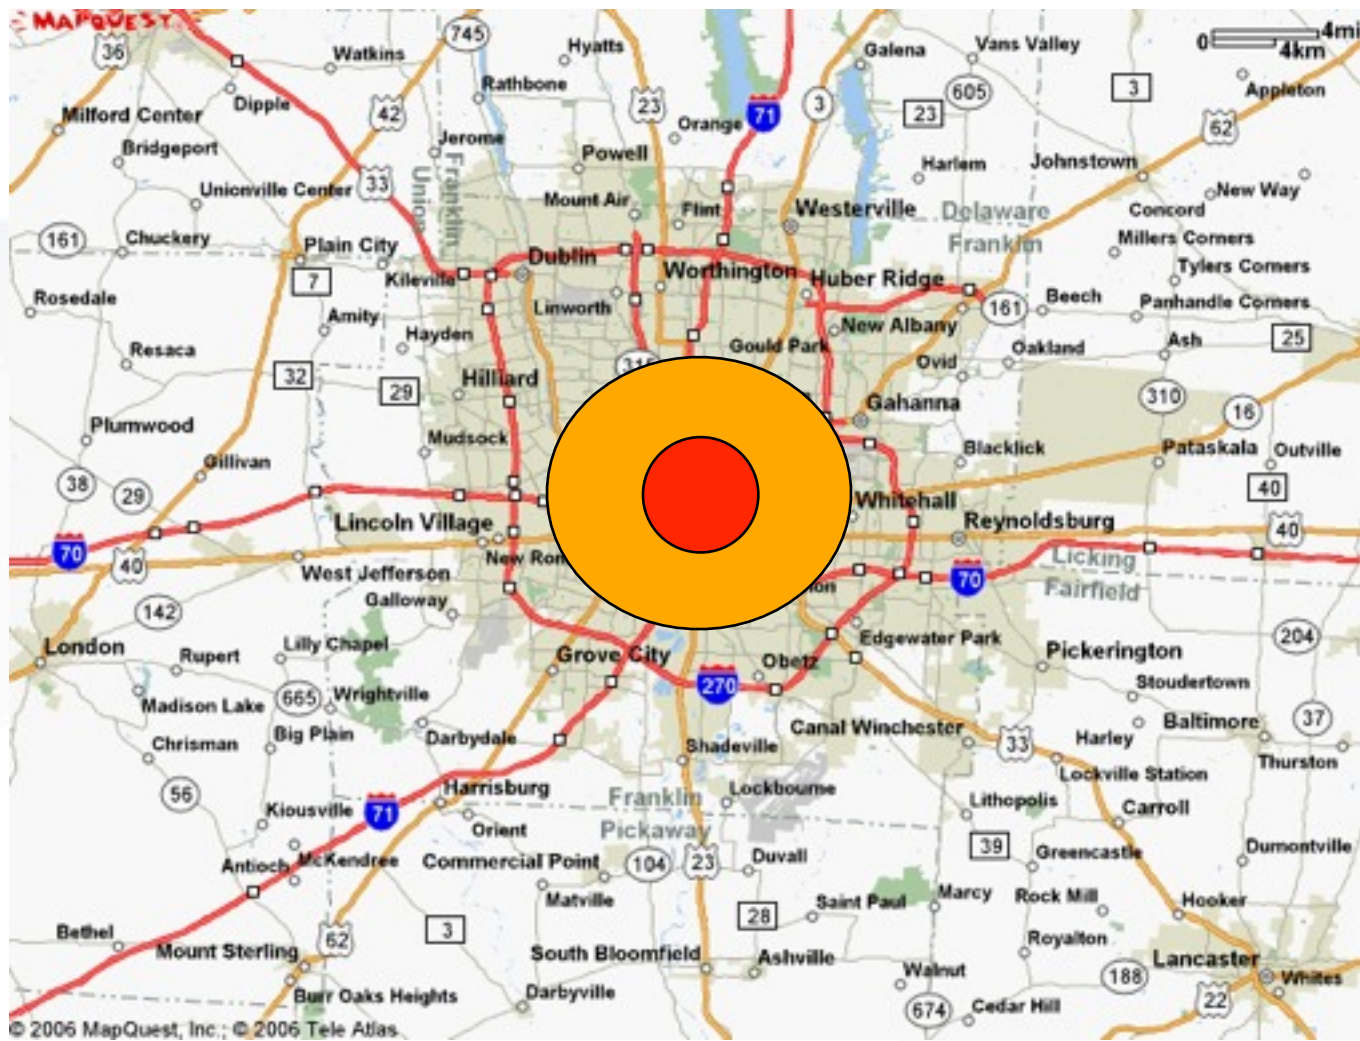 MAPQUEST
745
36
Watkins
Hyatts
Galena
Vans Valley
0
4mi
4km
Dipple
Rathbone
605
3
Appleton
Milford Center
42
23
71
3
23
62
Orange
Bridgeport
Jerome
Powell
Harlem
Johnstown
Unionville Center
33
Union
Franklin
Mount Air
Flint
Westerville
Delaware
Franklin
New Way
Concord
161
Chuckery
Plain City
Dublin
Worthington
Huber Ridge
Millers Corners
Tylers Corners
7
Kileville
Linworth
161
Beech
Panhandle Corners
Rosedale
Amity
Hayden
New Albany
Gould Park
Ash
25
Resaca
315
Ovid
Oakland
32
29
Hilliard
Gahanna
310
16
Plumwood
Mudsock
Blacklick
Pataskala
Outville
Gillivan
38
29
40
Lincoln Village
Whitehall
Reynoldsburg
40
70
40
New Rom
70
Licking
Fairfield
West Jefferson
Galloway
142
204
London
Lilly Chapel
Rupert
Grove City
Obetz
Edgewater Park
Pickerington
665
Wrightville
270
Stoudertown
Madison Lake
Canal Winchester
33
Harley
Baltimore
37
Chrisman
Big Plain
Darbydale
Shadeville
Thurston
56
Harrisburg
Lockbourne
Lockville Station
Kiousville
71
Orient
Franklin
Pickaway
Lithopolis
Carroll
Antioch
McKendree
Commercial Point
104
23
Duvall
39
Greencastle
Dumontville
Matville
Saint Paul
Marcy
Rock Mill
Hooker
Bethel
62
3
28
Royalton
Mount Sterling
South Bloomfield
Ashville
Walnut
188
Lancaster
Whites
Burr Oaks Heights
Darbyville
674
Cedar Hill
22
© 2006 MapQuest, Inc.; © 2006 Tele Atlas